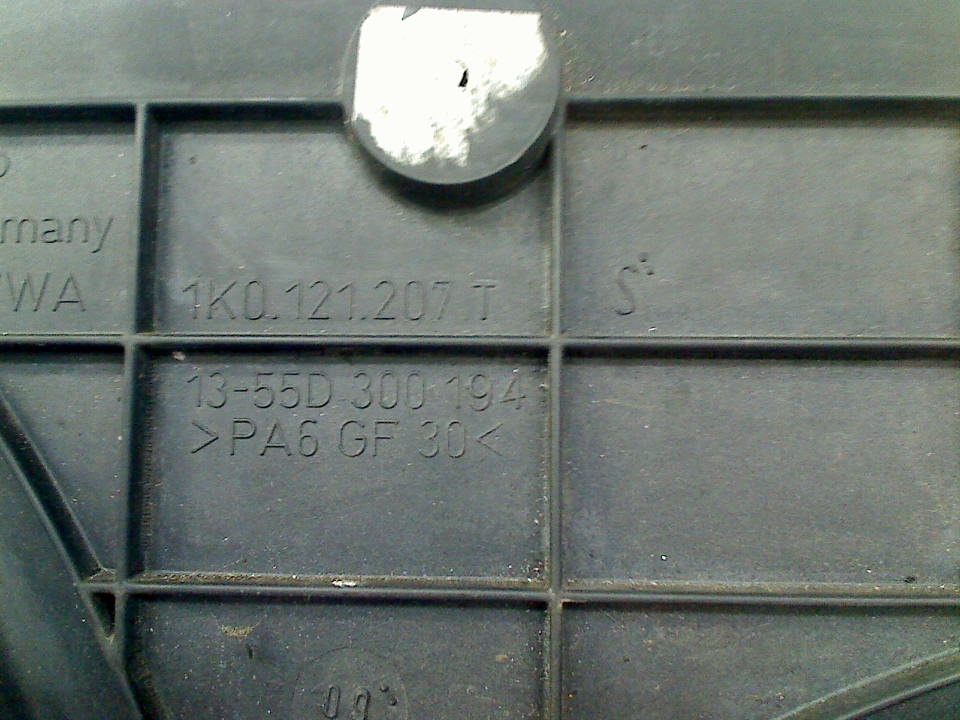 many
WA
1K0.121.207 T
S
13-55D 300 194
>PA6 GF 30<